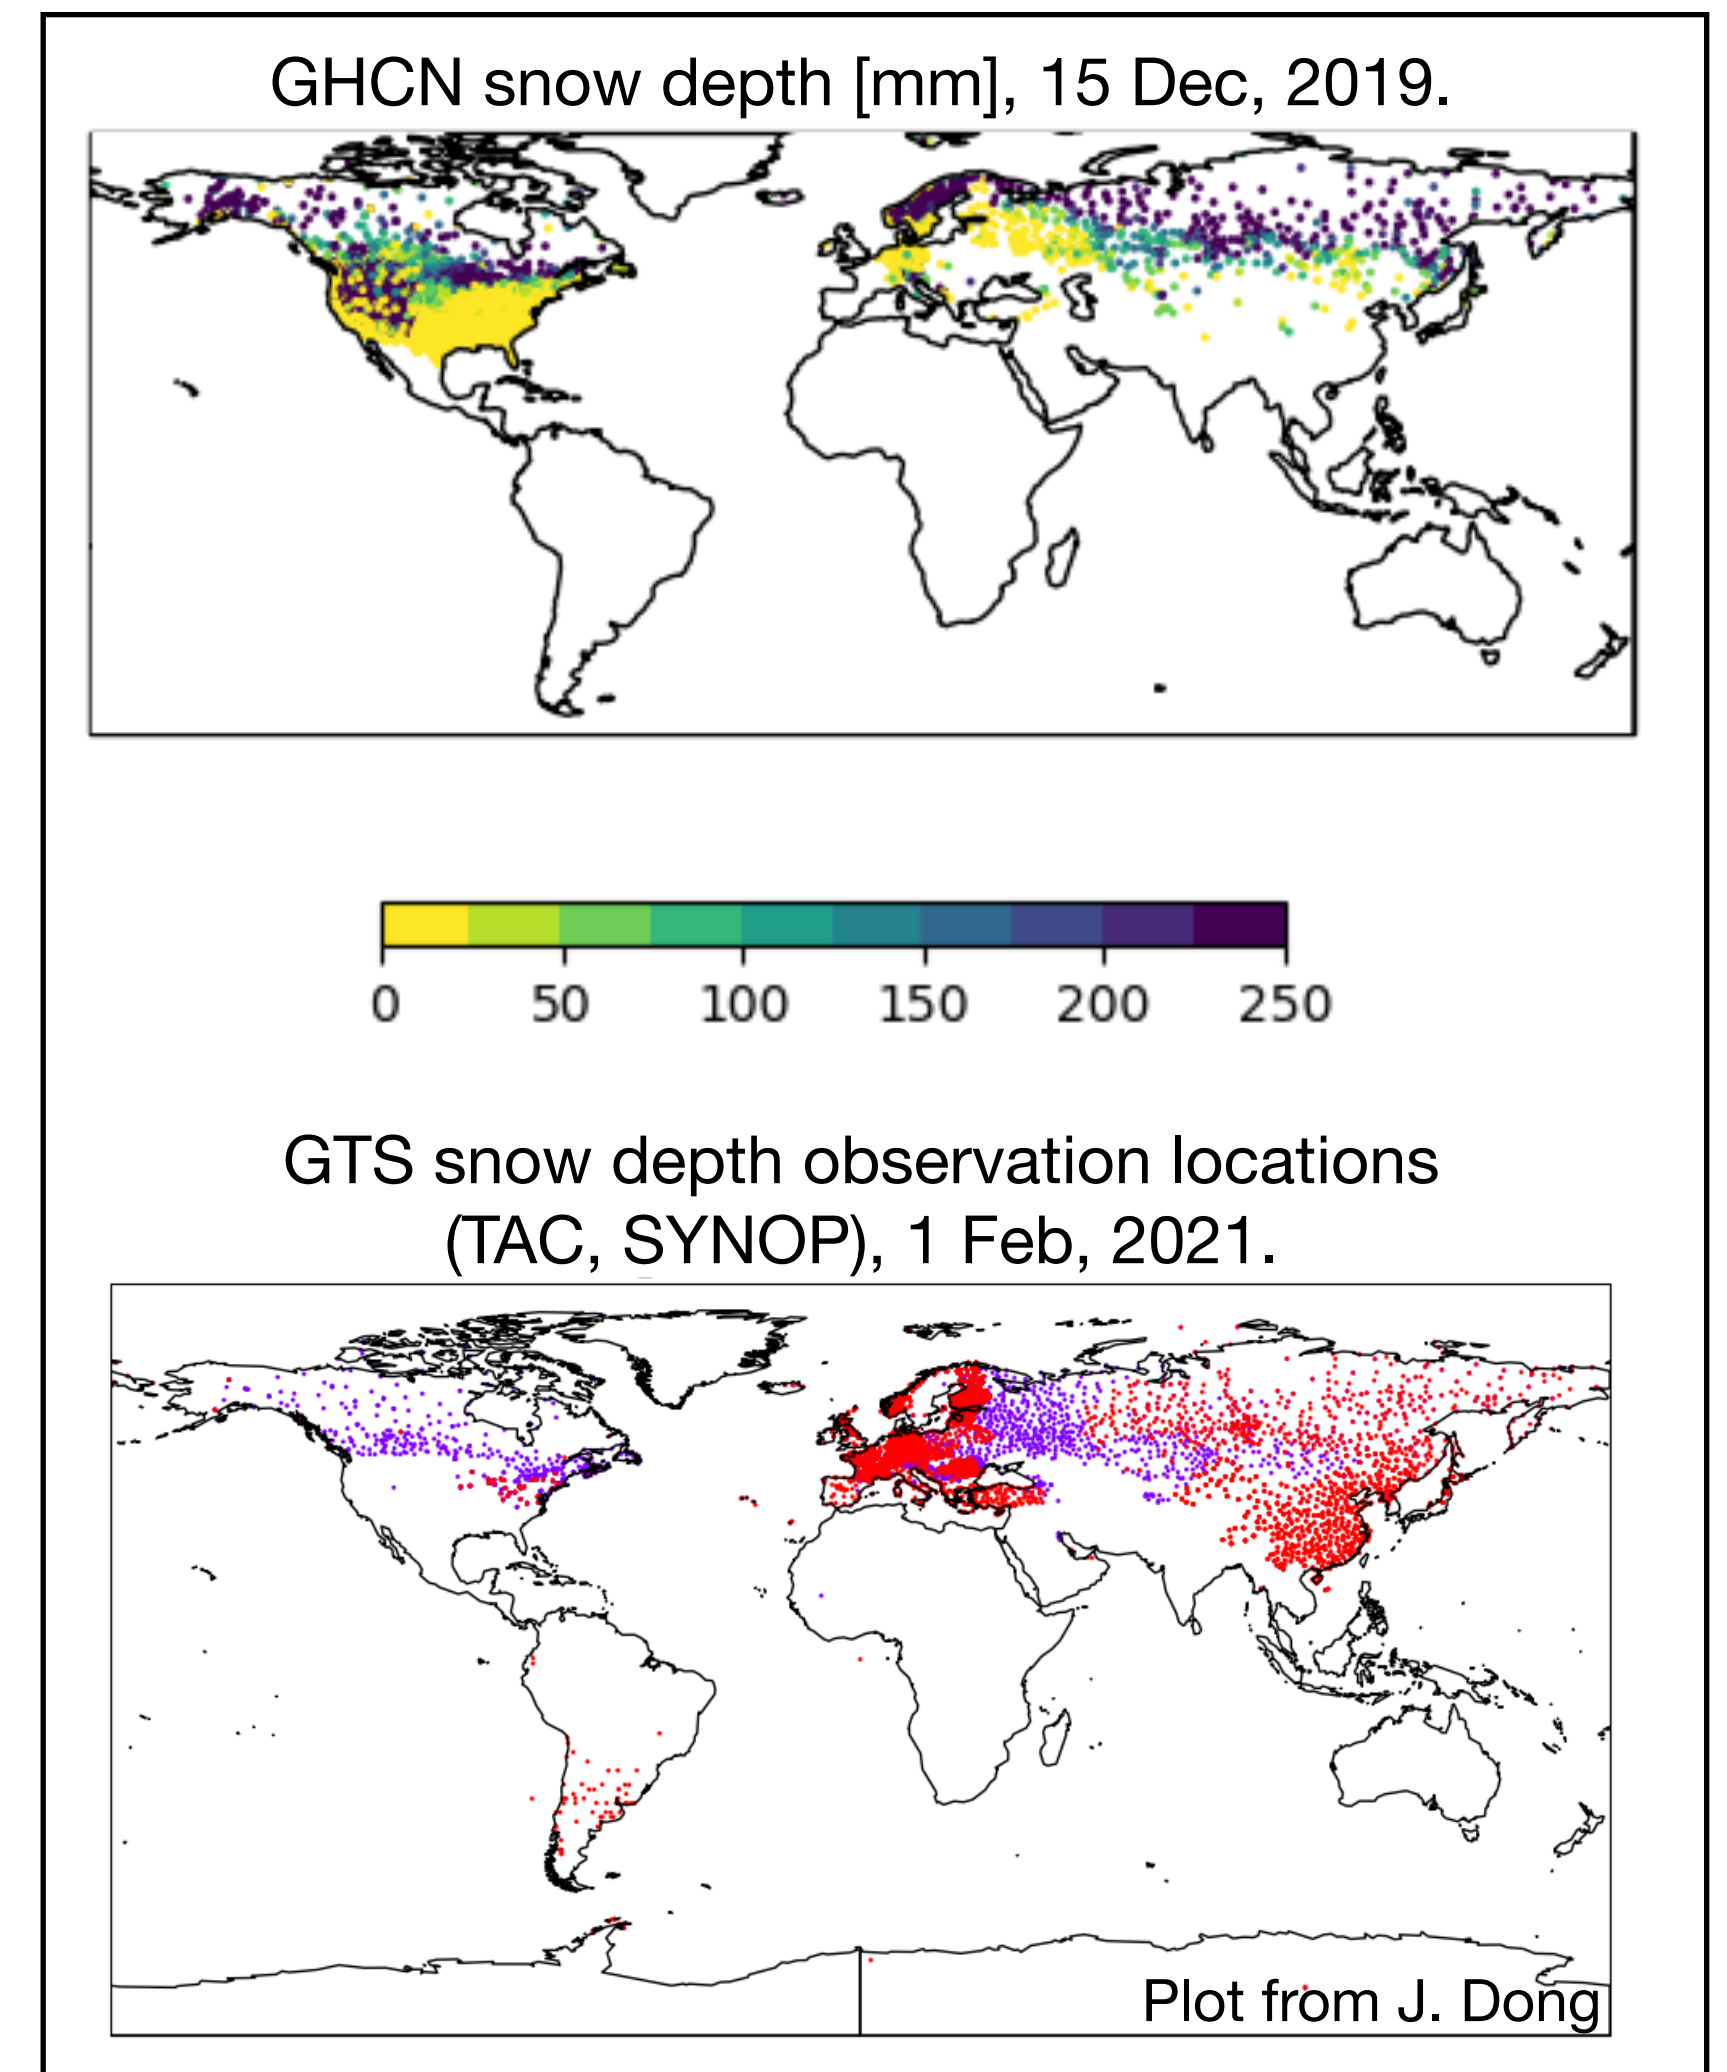 GHCN snow depth [mm], 15 Dec, 2019.
0 50 100 150 200 250
GTS snow depth observation locations
(TAC, SYNOP), 1 Feb, 2021.
Plot from J. Dong